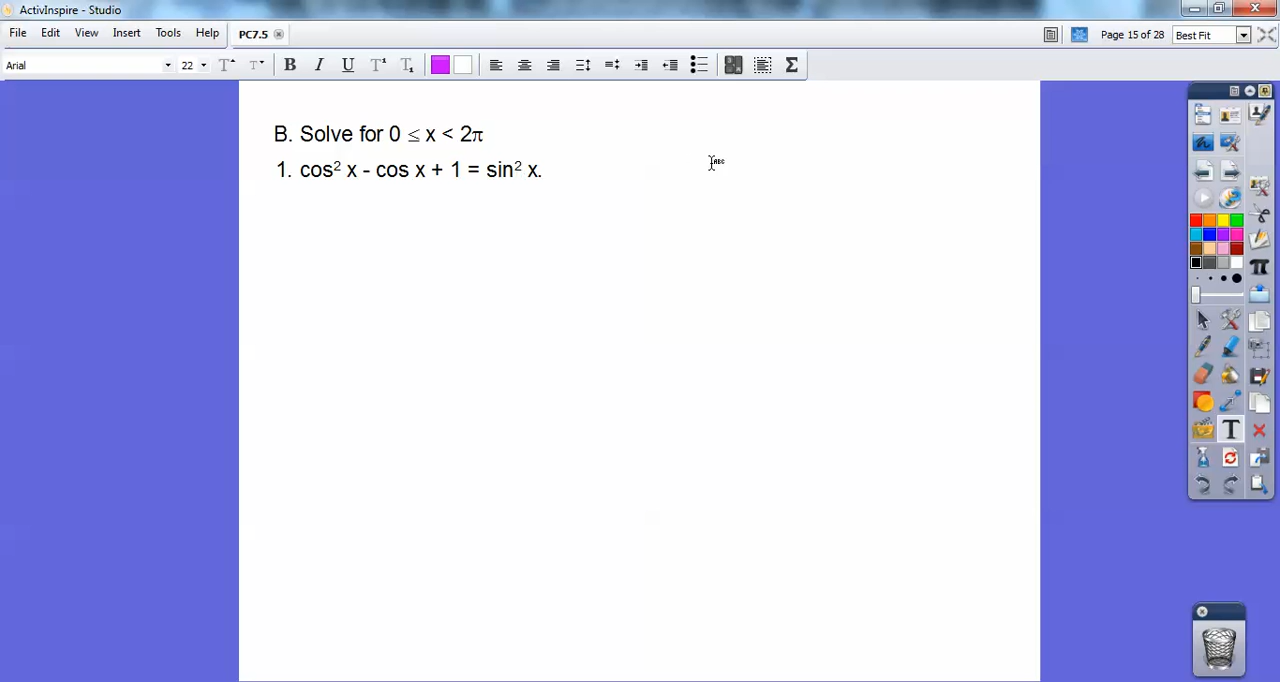 ActivInspire - Studio
File Edit View Insert Tools Help PC7.5 Page 15 of 28 Best Fit
Arial 22 B I U T T Σ
B. Solve for 0 ≤ x < 2π
1. cos² x - cos x + 1 = sin² x.
ABC
π
T